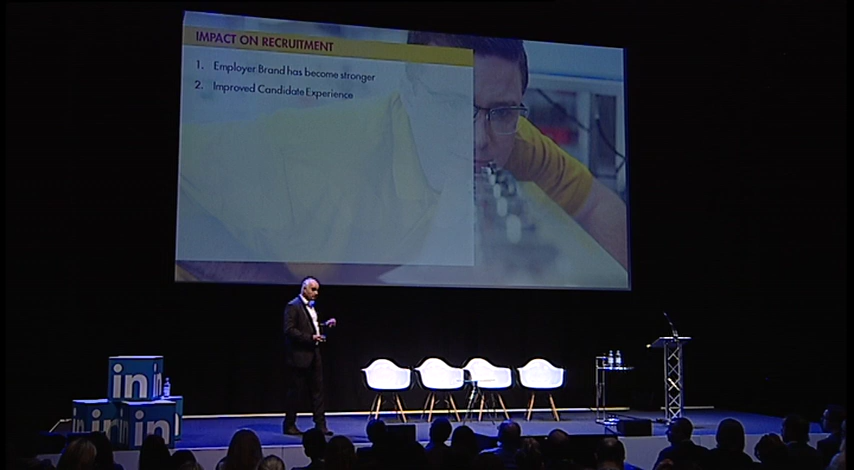 IMPACT ON RECRUITMENT
1. Employer Brand has become stronger
2. Improved Candidate Experience
in
in
in